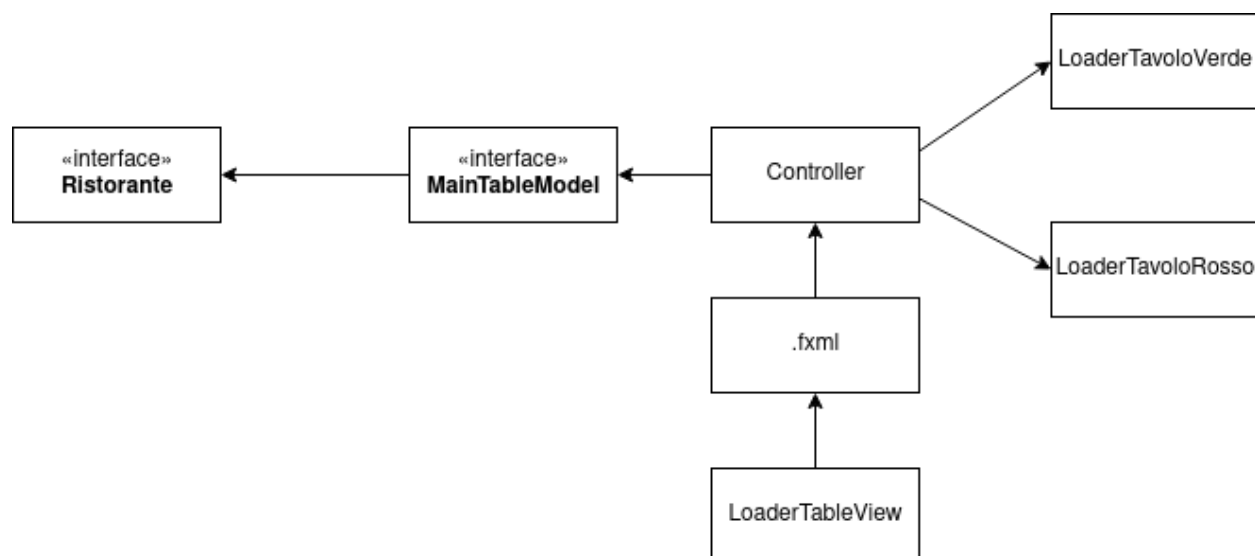 LoaderTavoloVerde
«interface»
Ristorante
«interface»
MainTableModel
Controller
LoaderTavoloRosso
.fxml
LoaderTableView